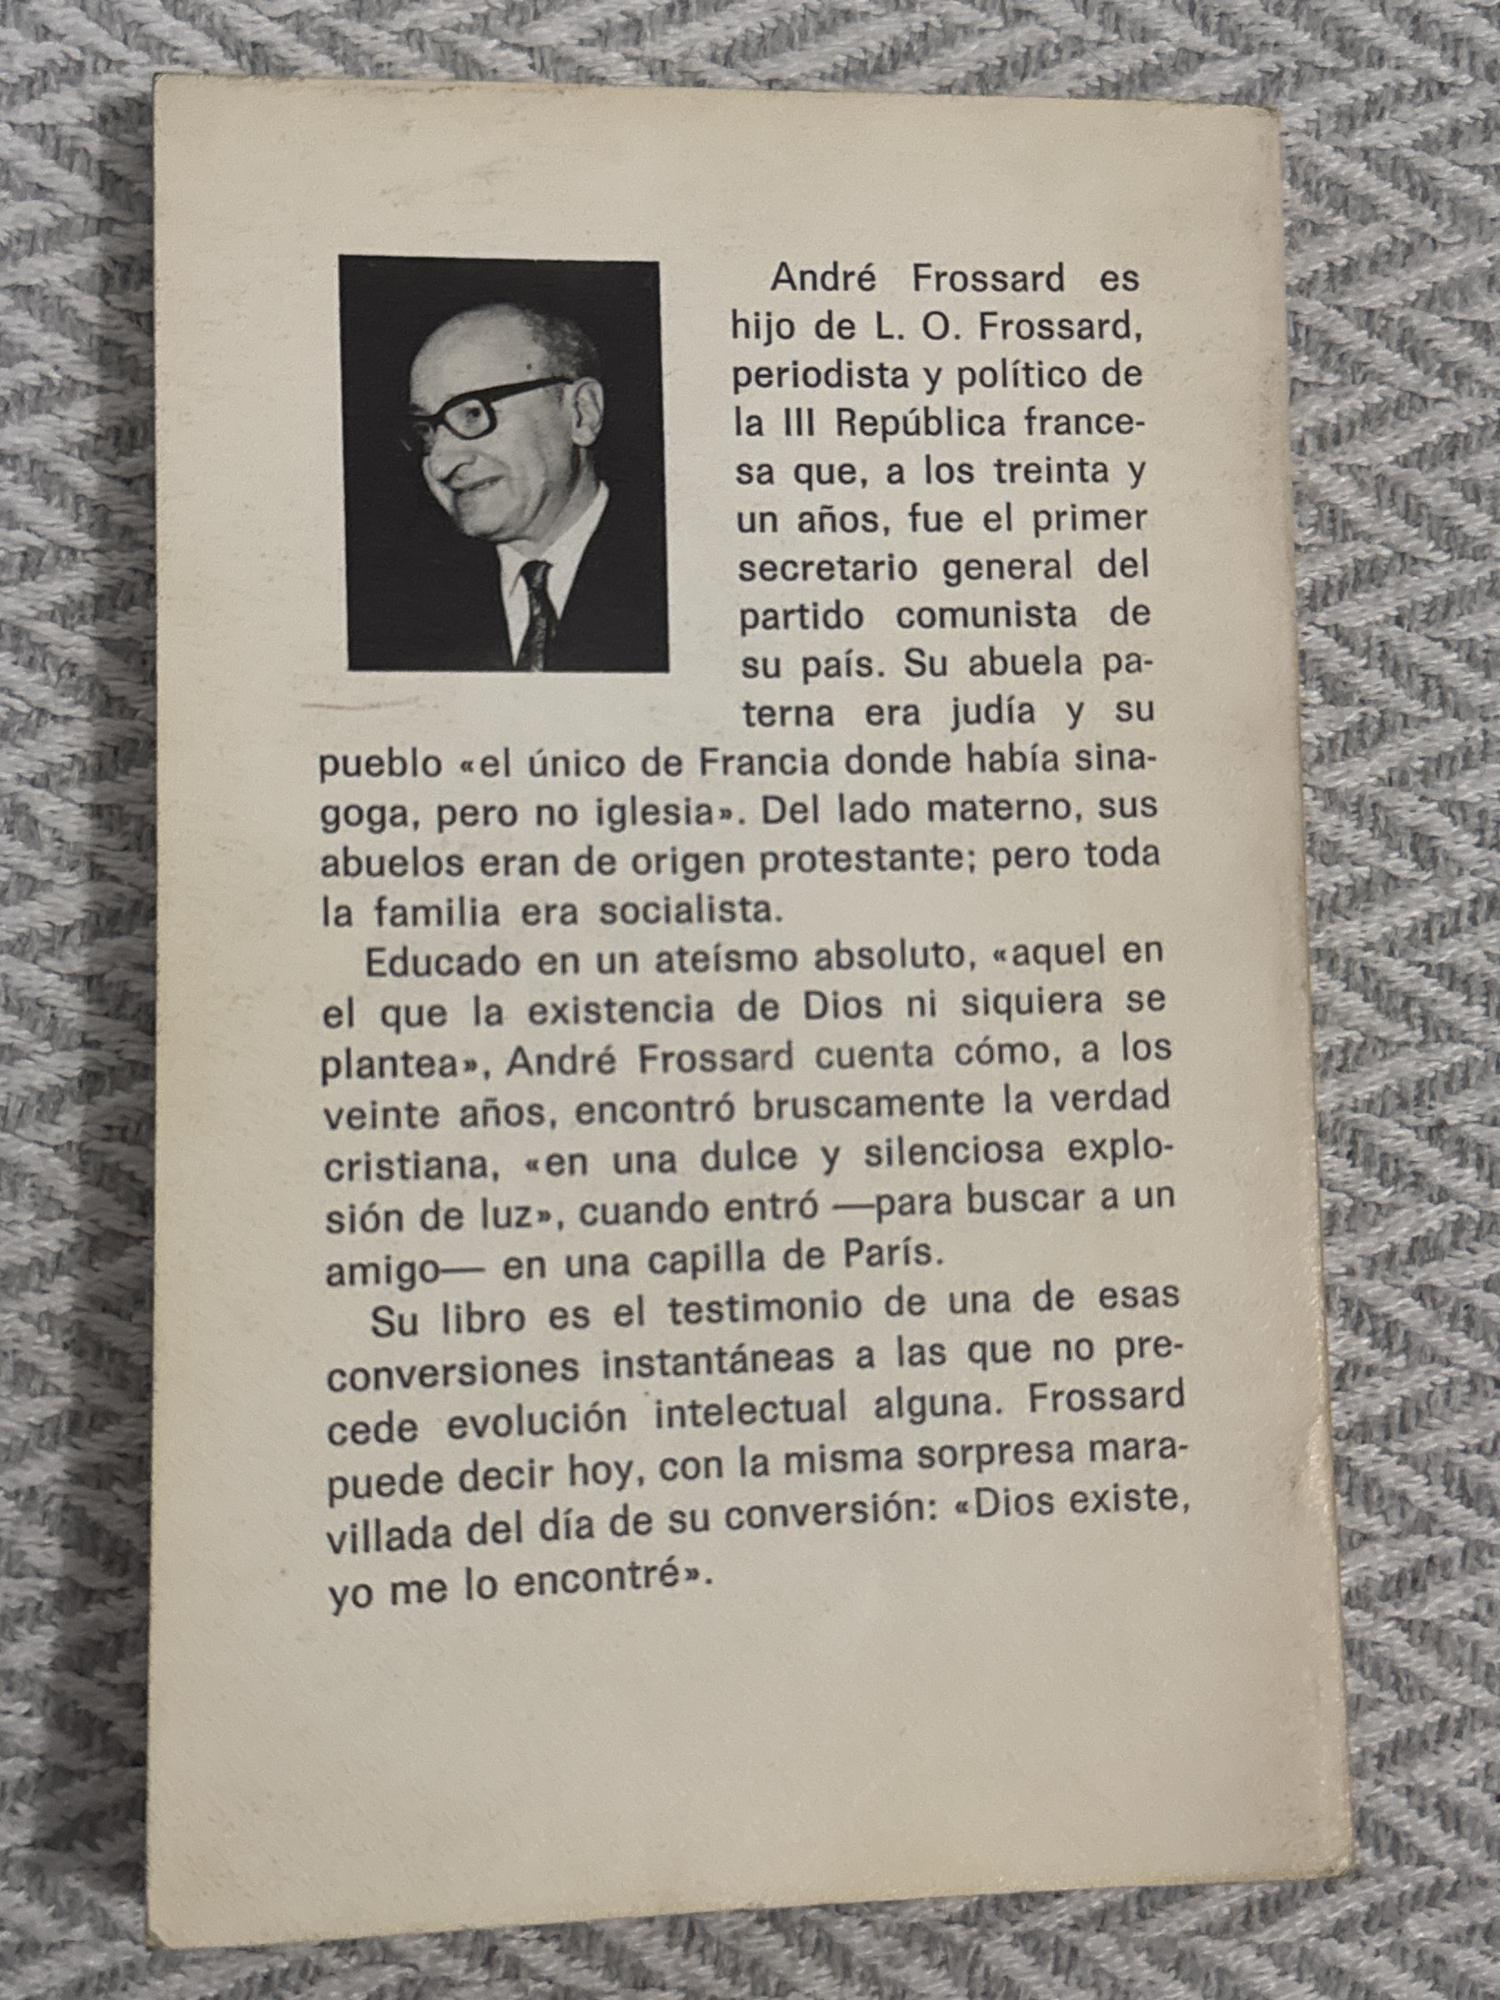 André Frossard es
hijo de L. O. Frossard,
periodista y político de
la III República france-
sa que, a los treinta y
un años, fue el primer
secretario general del
partido comunista de
su país. Su abuela pa-
terna era judía y su
pueblo «el único de Francia donde había sina-
goga, pero no iglesia». Del lado materno, sus
abuelos eran de origen protestante; pero toda
la familia era socialista.
Educado en un ateísmo absoluto, «aquel en
el que la existencia de Dios ni siquiera se
plantea», André Frossard cuenta cómo, a los
veinte años, encontró bruscamente la verdad
cristiana, «en una dulce y silenciosa explo-
sión de luz», cuando entró —para buscar a un
amigo— en una capilla de París.
Su libro es el testimonio de una de esas
conversiones instantáneas a las que no pre-
cede evolución intelectual alguna. Frossard
puede decir hoy, con la misma sorpresa mara-
villada del día de su conversión: «Dios existe,
yo me lo encontré».